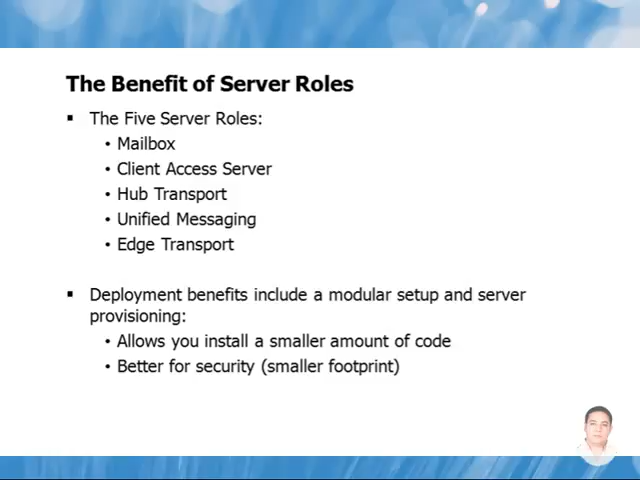 The Benefit of Server Roles
▪ The Five Server Roles:
• Mailbox
• Client Access Server
• Hub Transport
• Unified Messaging
• Edge Transport
▪ Deployment benefits include a modular setup and server
provisioning:
• Allows you install a smaller amount of code
• Better for security (smaller footprint)